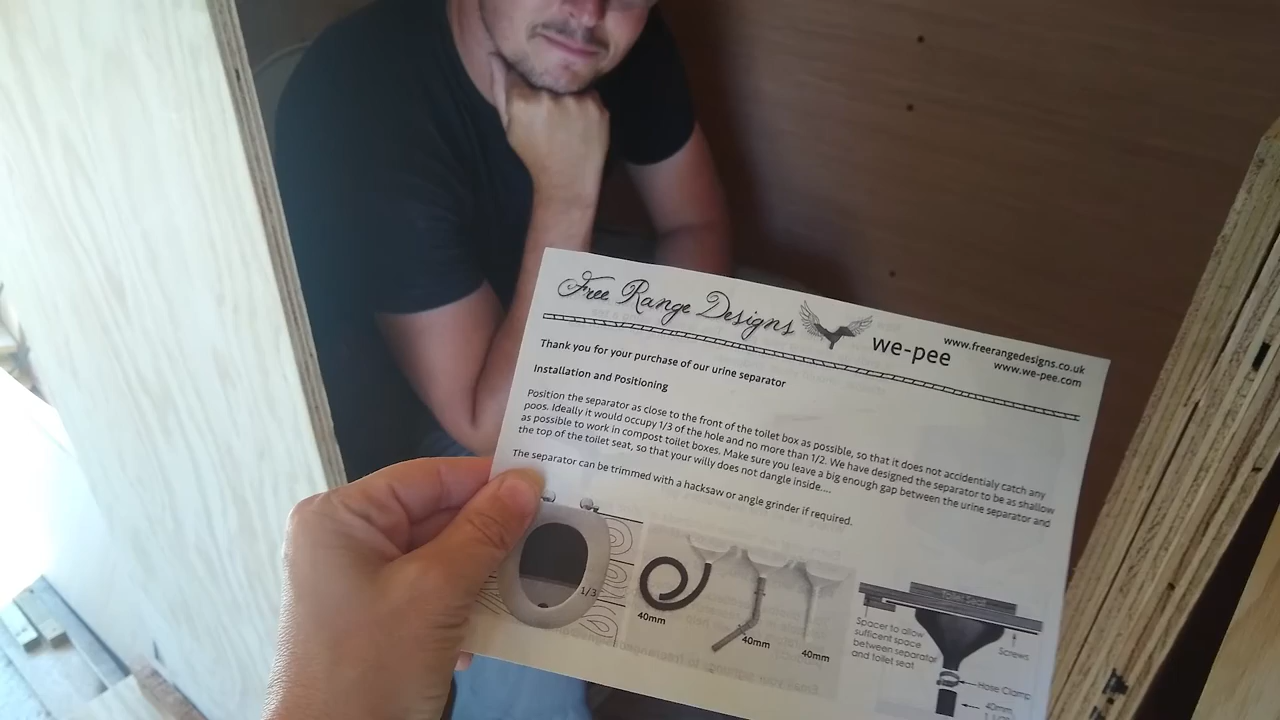 Free Range Designs
we-pee
www.freerangedesigns.co.uk
www.we-pee.com
Thank you for your purchase of our urine separator
Installation and Positioning
Position the separator as close to the front of the toilet box as possible, so that it does not accidentialy catch any
poos. Ideally it would occupy 1/3 of the hole and no more than 1/2. We have designed the separator to be as shallow
as possible to work in compost toilet boxes. Make sure you leave a big enough gap between the urine separator and
the top of the toilet seat, so that your willy does not dangle inside....
The separator can be trimmed with a hacksaw or angle grinder if required.
1/3
40mm
40mm
40mm
Toilet Seat
Spacer to allow
sufficent space
between separator
and toilet seat
Screws
Hose Clamp
40mm